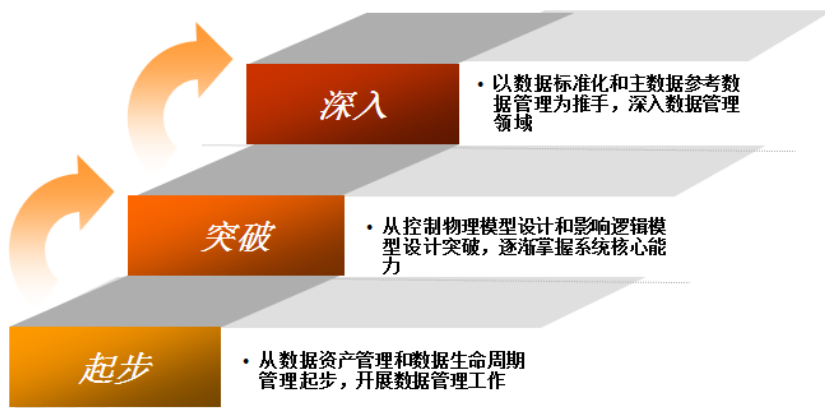 深入
• 以数据标准化和主数据参考数
据管理为推手，深入数据管理
领域
突破
• 从控制物理模型设计和影响逻辑模
型设计突破，逐渐掌握系统核心能
力
起步
• 从数据资产管理和数据生命周期
管理起步，开展数据管理工作